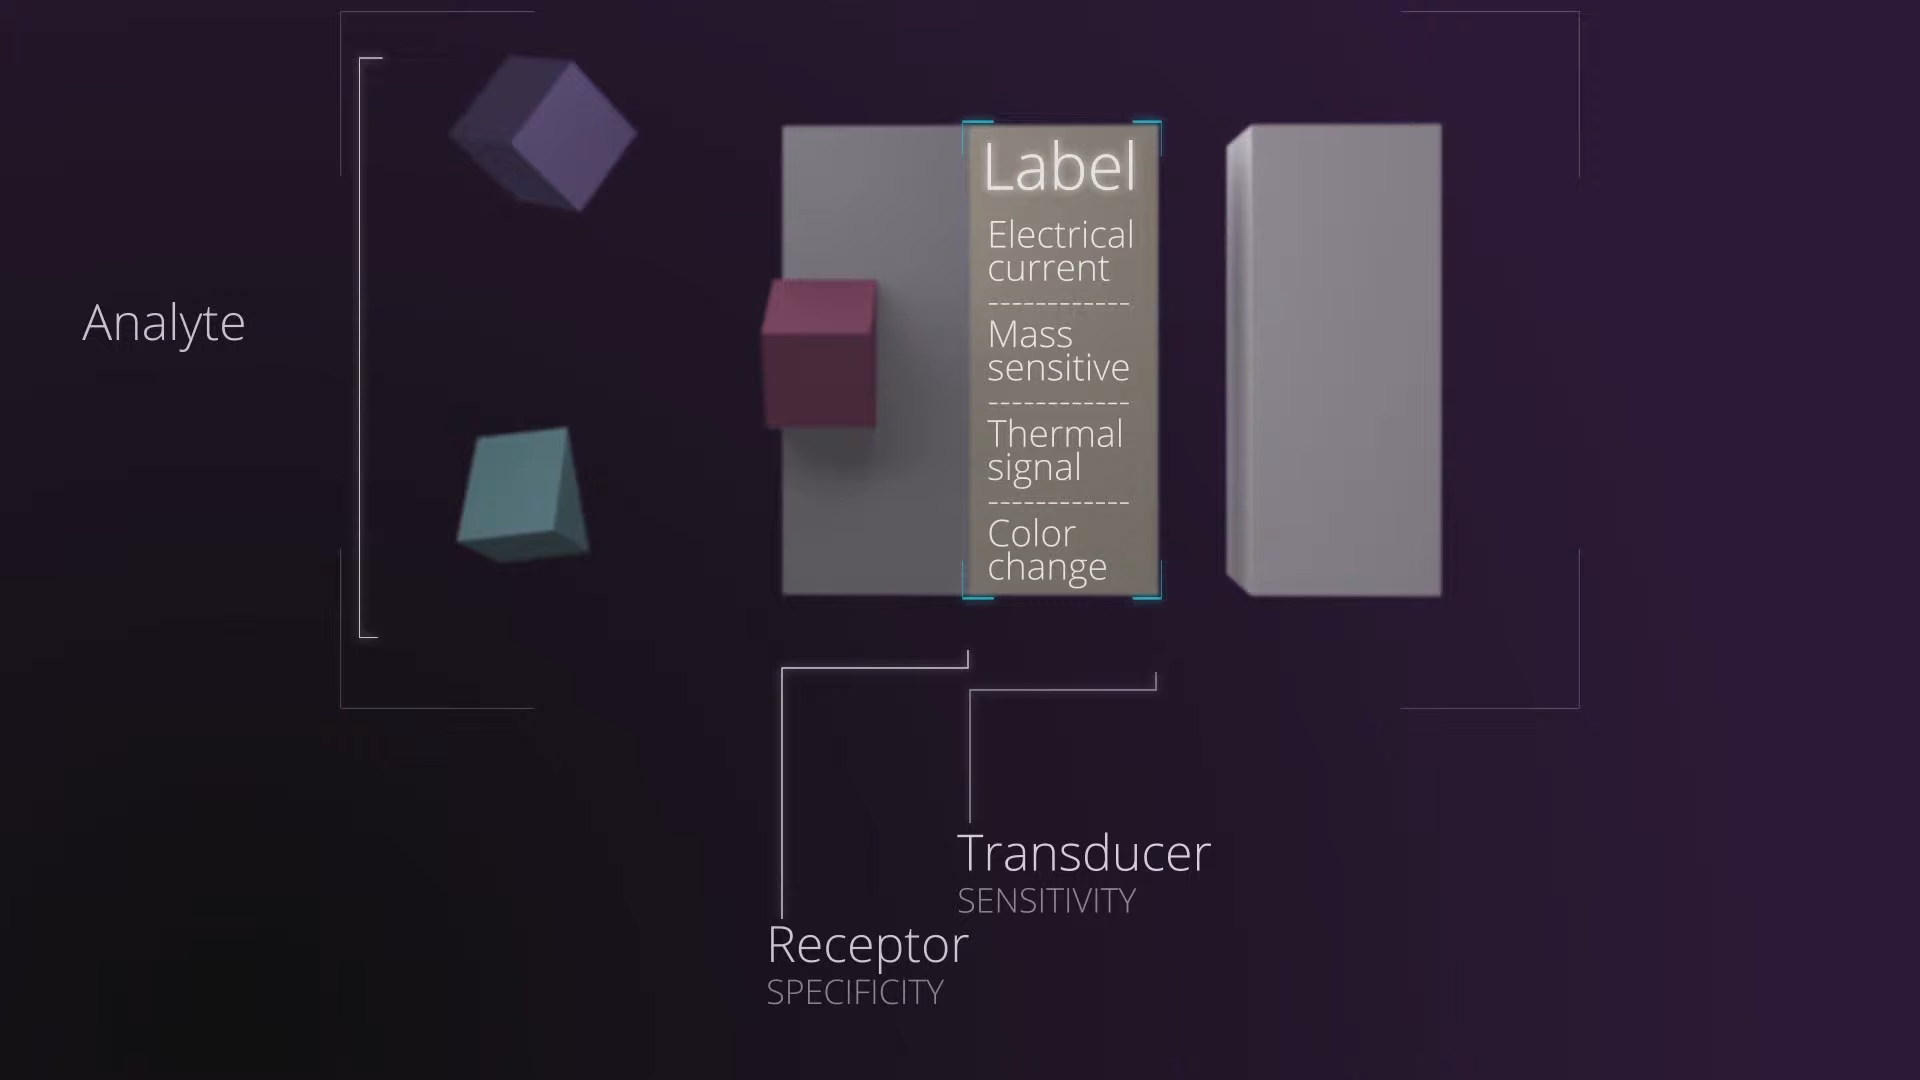 Label
Electrical
current
Mass
sensitive
Thermal
signal
Color
change
Analyte
Transducer
SENSITIVITY
Receptor
SPECIFICITY